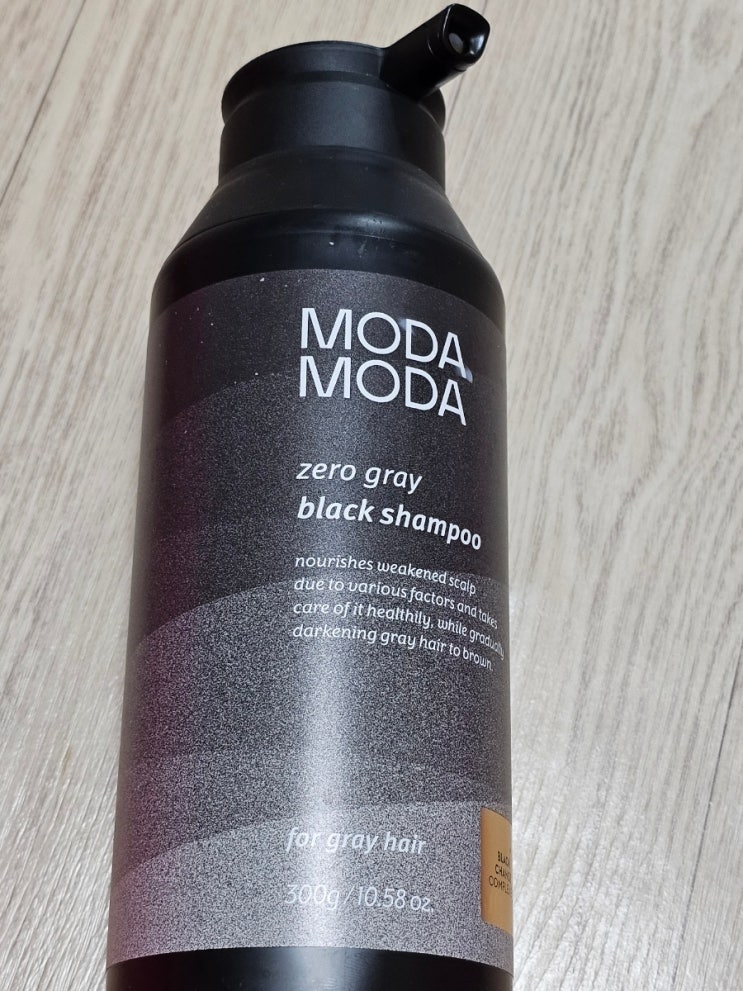 MODA
MODA
zero gray
black shampoo
nourishes weakened scalp
due to various factors and takes
care of it healthily, while gradually
darkening gray hair to brown.
for gray hair
300g / 10.58 oz.